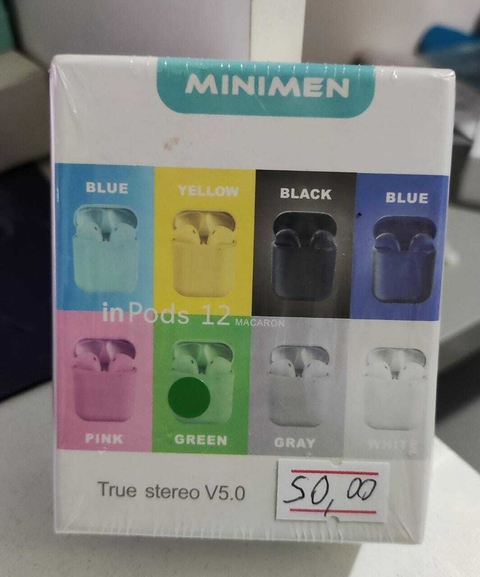 MINIMEN
BLUE YELLOW BLACK BLUE
inPods 12 MACARON
PINK GREEN GRAY WHITE
True stereo V5.0
50,00